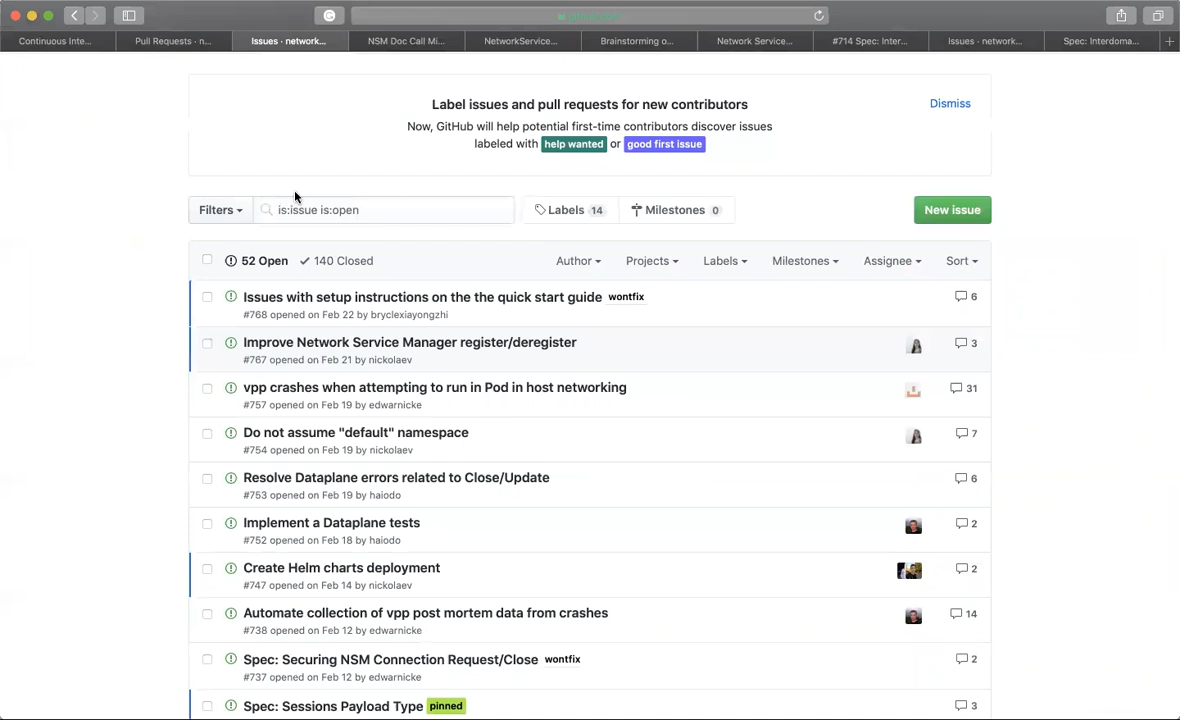 github.com
Continuous Inte... Pull Requests · n... Issues · network... NSM Doc Call Mi... NetworkService... Brainstorming o... Network Service... #714 Spec: Inter... Issues · network... Spec: Interdoma...
Label issues and pull requests for new contributors
Dismiss
Now, GitHub will help potential first-time contributors discover issues
labeled with help wanted or good first issue
Filters is:issue is:open Labels 14 Milestones 0 New issue
52 Open 140 Closed Author Projects Labels Milestones Assignee Sort
Issues with setup instructions on the the quick start guide wontfix 6
#768 opened on Feb 22 by bryclexiayongzhi
Improve Network Service Manager register/deregister 3
#767 opened on Feb 21 by nickolaev
vpp crashes when attempting to run in Pod in host networking 31
#757 opened on Feb 19 by edwarnicke
Do not assume "default" namespace 7
#754 opened on Feb 19 by nickolaev
Resolve Dataplane errors related to Close/Update 6
#753 opened on Feb 19 by haiodo
Implement a Dataplane tests 2
#752 opened on Feb 18 by haiodo
Create Helm charts deployment 2
#747 opened on Feb 14 by nickolaev
Automate collection of vpp post mortem data from crashes 14
#738 opened on Feb 12 by edwarnicke
Spec: Securing NSM Connection Request/Close wontfix 2
#737 opened on Feb 12 by edwarnicke
Spec: Sessions Payload Type pinned 3